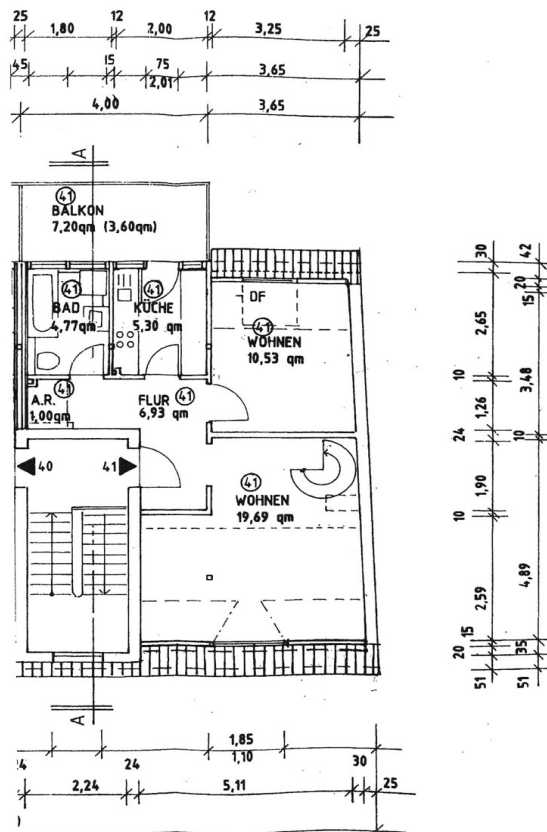 25 12 12
1,80 2,00 3,25 25
45 15 75 3,65
2,01
4,00 3,65
A
41
BALKON
7,20qm (3,60qm)
41 41
BAD KÜCHE
4,77qm 5,30 qm
DF
41
WOHNEN
10,53 qm
41 41
A.R. FLUR
1,00qm 6,93 qm
40 41
41
WOHNEN
19,69 qm
A
30 42
20
15
2,65
3,48
10
1,26
24 10
1,90
10
4,89
2,59
15
20 35
51 51
1,85
1,10
24 24 30
2,24 5,11 25